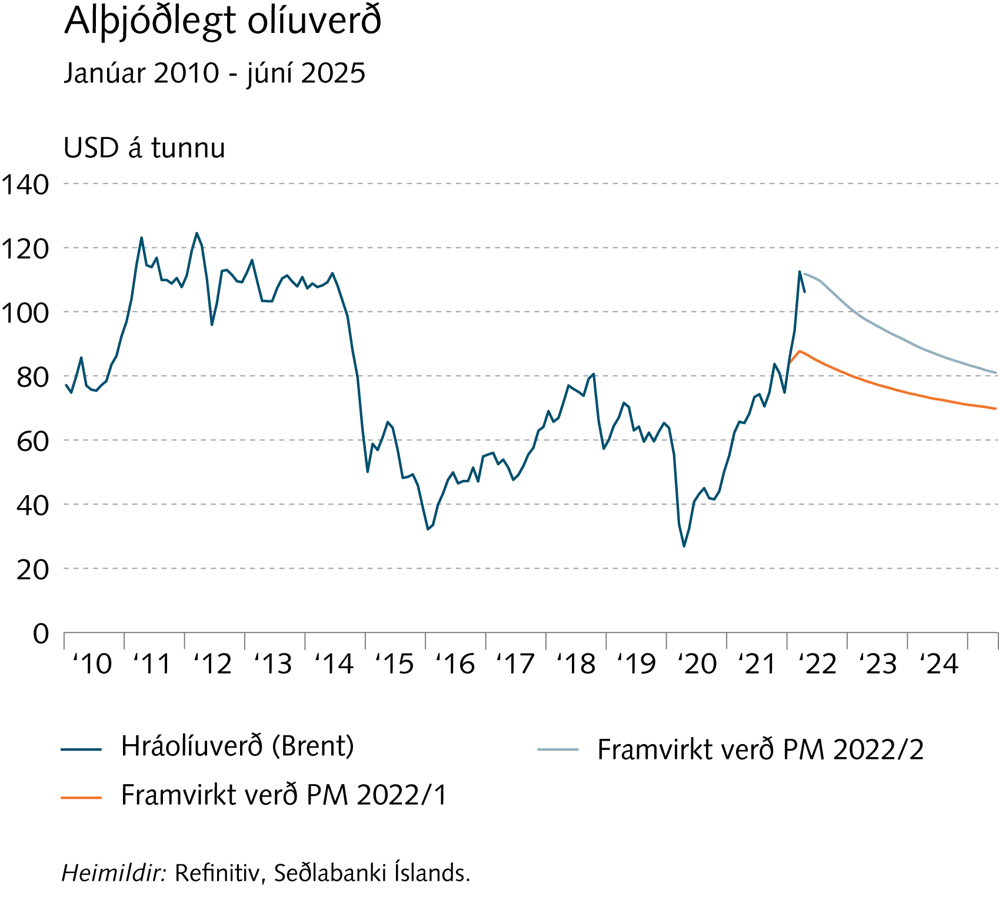 Alþjóðlegt olíuverð
Janúar 2010 - júní 2025
USD á tunnu
140
120
100
80
60
40
20
0
‘10 ‘11 ‘12 ‘13 ‘14 ‘15 ‘16 ‘17 ‘18 ‘19 ‘20 ‘21 ‘22 ‘23 ‘24
Hráolíuverð (Brent)
Framvirkt verð PM 2022/2
Framvirkt verð PM 2022/1
Heimildir: Refinitiv, Seðlabanki Íslands.